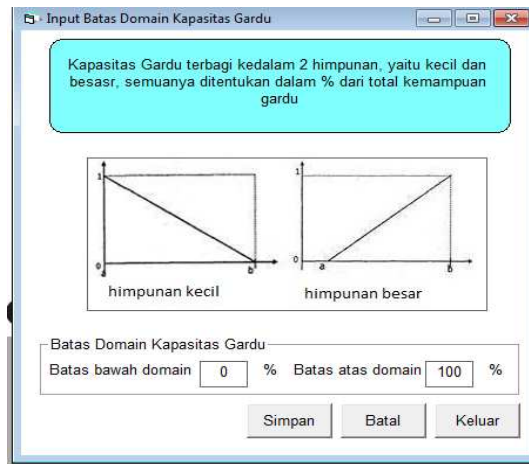 Input Batas Domain Kapasitas Gardu
Kapasitas Gardu terbagi kedalam 2 himpunan, yaitu kecil dan
besasr, semuanya ditentukan dalam % dari total kemampuan
gardu
1
0
a
b
himpunan kecil
1
0
a
b
himpunan besar
Batas Domain Kapasitas Gardu
Batas bawah domain 0 % Batas atas domain 100 %
Simpan Batal Keluar